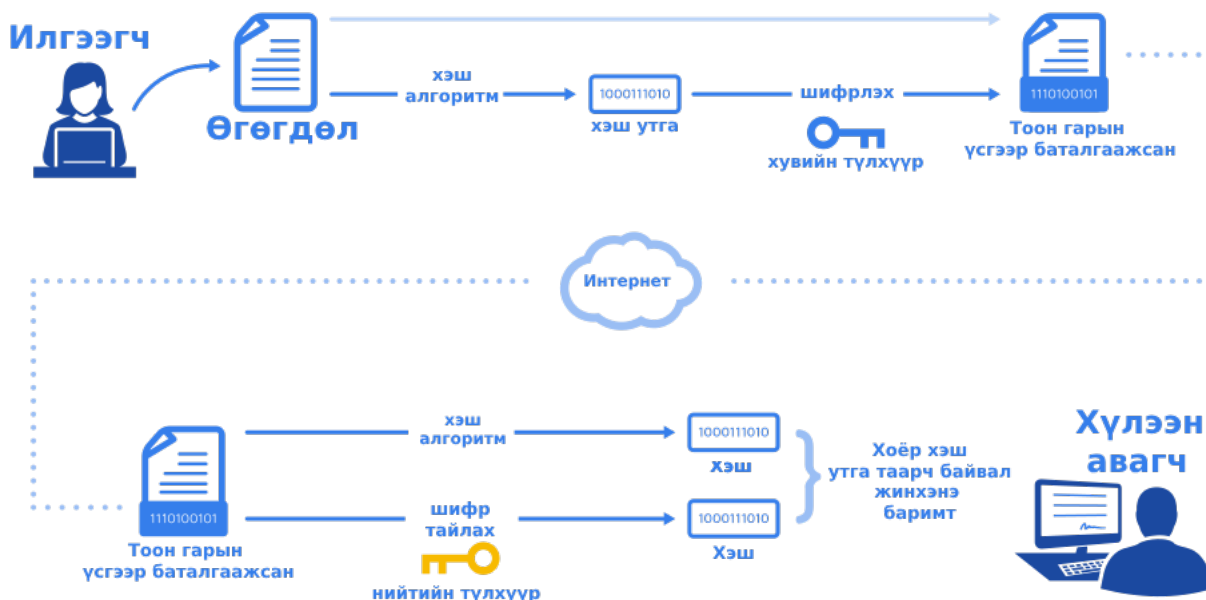 Илгээгч
Өгөгдөл
хэш
алгоритм
1000111010
хэш утга
шифрлэх
хувийн түлхүүр
1110100101
Тоон гарын
үсгээр баталгаажсан
Интернет
1110100101
Тоон гарын
үсгээр баталгаажсан
хэш
алгоритм
1000111010
Хэш
шифр
тайлах
нийтийн түлхүүр
1000111010
Хэш
Хоёр хэш
утга таарч байвал
жинхэнэ
баримт
Хүлээн
авагч